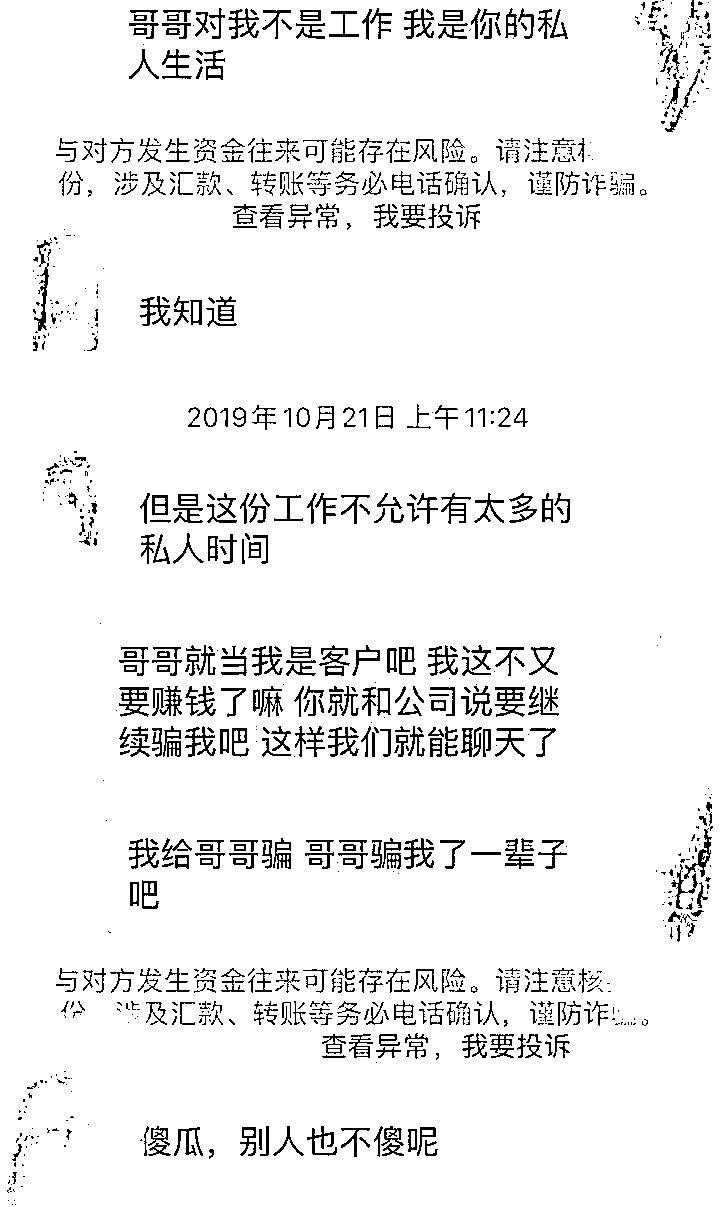 哥哥对我不是工作 我是你的私
人生活
与对方发生资金往来可能存在风险。请注意
份，涉及汇款、转账等务必电话确认，谨防诈骗。
查看异常，我要投诉
我知道
2019年10月21日 上午11:24
但是这份工作不允许有太多的
私人时间
哥哥就当我是客户吧 我这不又
要赚钱了嘛 你就和公司说要继
续骗我吧 这样我们就能聊天了
我给哥哥骗 哥哥骗我了一辈子
吧
与对方发生资金往来可能存在风险。请注意核
份 涉及汇款、转账等务必电话确认，谨防诈
查看异常，我要投诉
傻瓜，别人也不傻呢